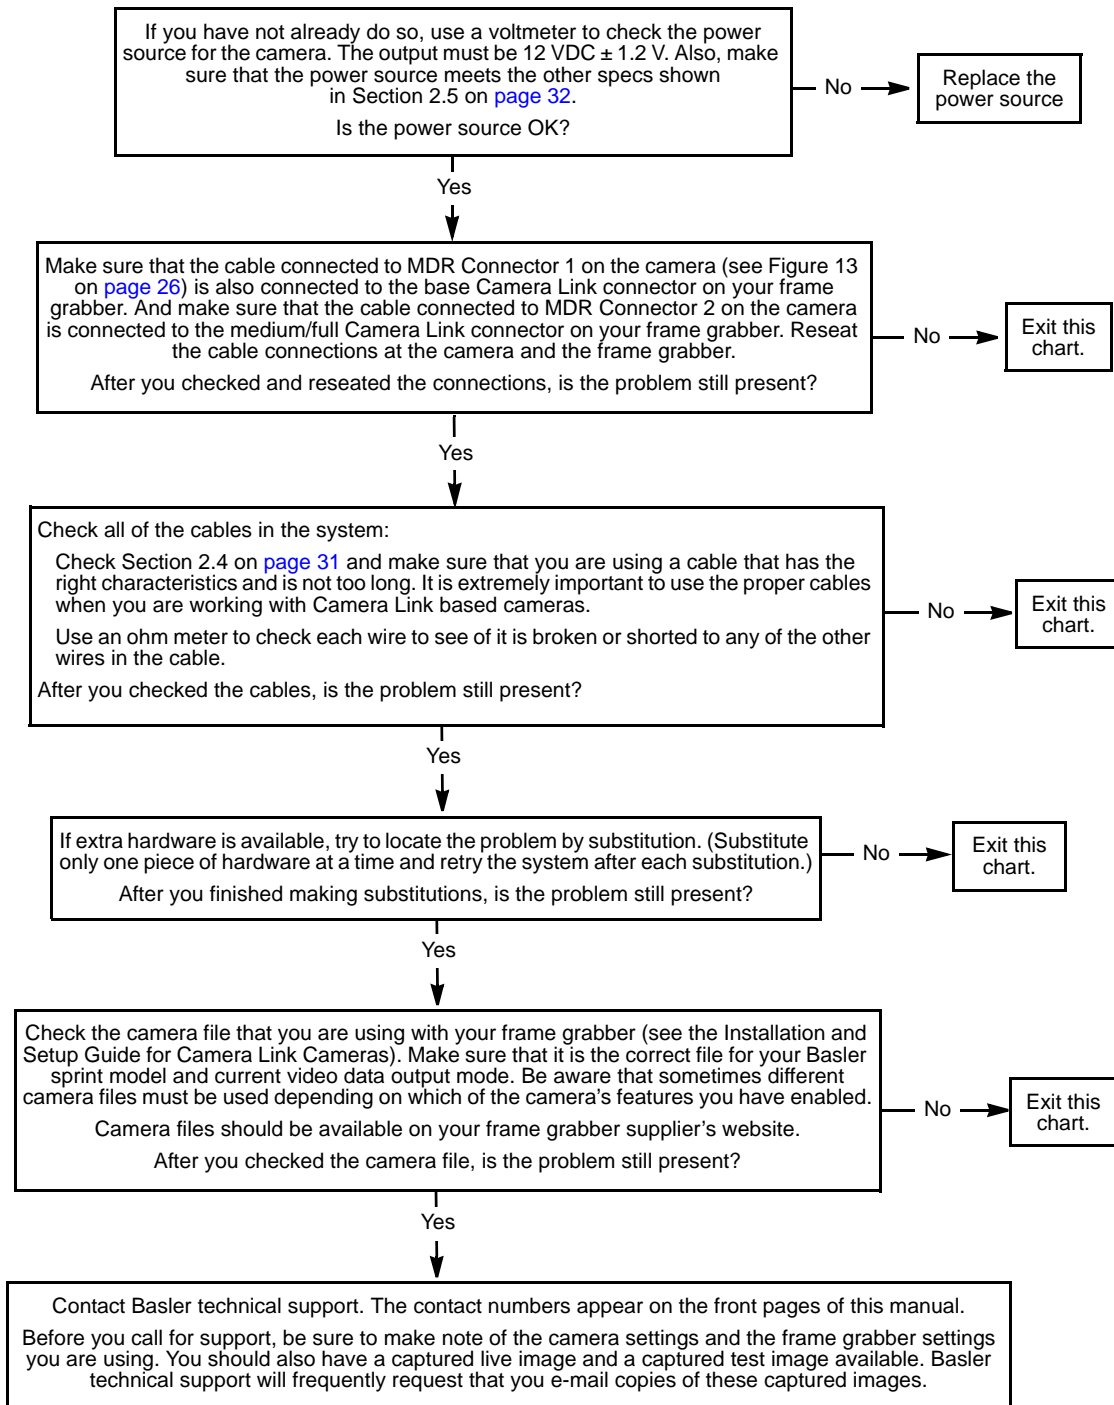 If you have not already do so, use a voltmeter to check the power
source for the camera. The output must be 12 VDC ± 1.2 V. Also, make
sure that the power source meets the other specs shown
in Section 2.5 on page 32.
Is the power source OK?
No
Replace the
power source
Yes
Make sure that the cable connected to MDR Connector 1 on the camera (see Figure 13
on page 26) is also connected to the base Camera Link connector on your frame
grabber. And make sure that the cable connected to MDR Connector 2 on the camera
is connected to the medium/full Camera Link connector on your frame grabber. Reseat
the cable connections at the camera and the frame grabber.
After you checked and reseated the connections, is the problem still present?
No
Exit this
chart.
Yes
Check all of the cables in the system:
Check Section 2.4 on page 31 and make sure that you are using a cable that has the
right characteristics and is not too long. It is extremely important to use the proper cables
when you are working with Camera Link based cameras.
Use an ohm meter to check each wire to see of it is broken or shorted to any of the other
wires in the cable.
After you checked the cables, is the problem still present?
No
Exit this
chart.
Yes
If extra hardware is available, try to locate the problem by substitution. (Substitute
only one piece of hardware at a time and retry the system after each substitution.)
After you finished making substitutions, is the problem still present?
No
Exit this
chart.
Yes
Check the camera file that you are using with your frame grabber (see the Installation and
Setup Guide for Camera Link Cameras). Make sure that it is the correct file for your Basler
sprint model and current video data output mode. Be aware that sometimes different
camera files must be used depending on which of the camera's features you have enabled.
Camera files should be available on your frame grabber supplier's website.
After you checked the camera file, is the problem still present?
No
Exit this
chart.
Yes
Contact Basler technical support. The contact numbers appear on the front pages of this manual.
Before you call for support, be sure to make note of the camera settings and the frame grabber settings
you are using. You should also have a captured live image and a captured test image available. Basler
technical support will frequently request that you e-mail copies of these captured images.